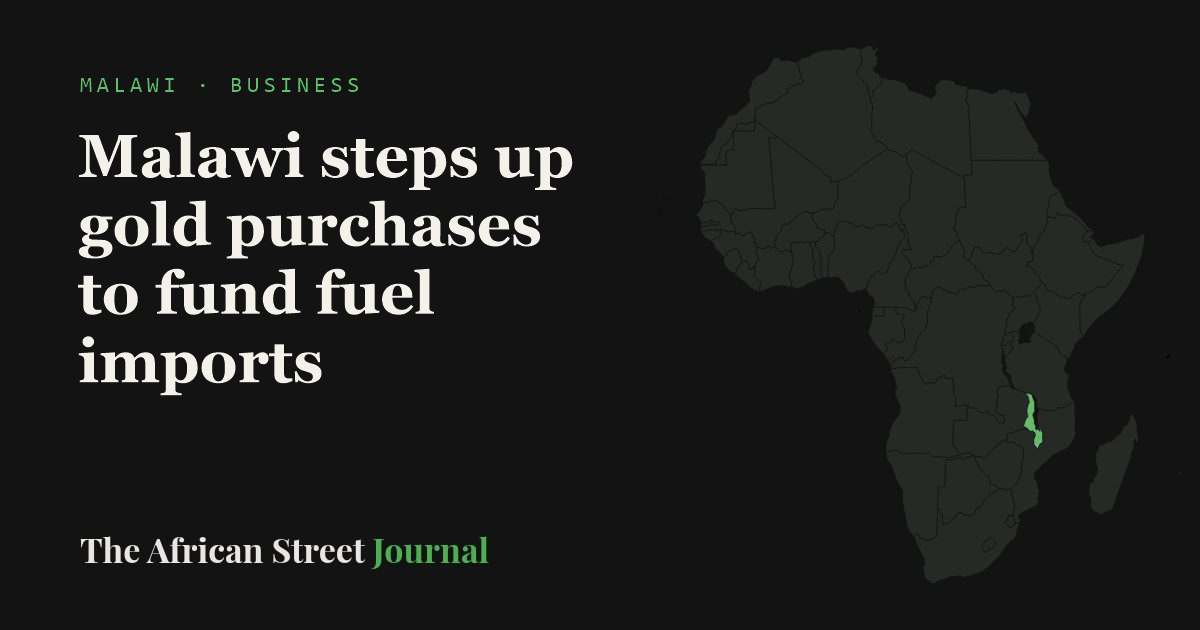 MALAWI · BUSINESS
Malawi steps up
gold purchases
to fund fuel
imports
The African Street Journal